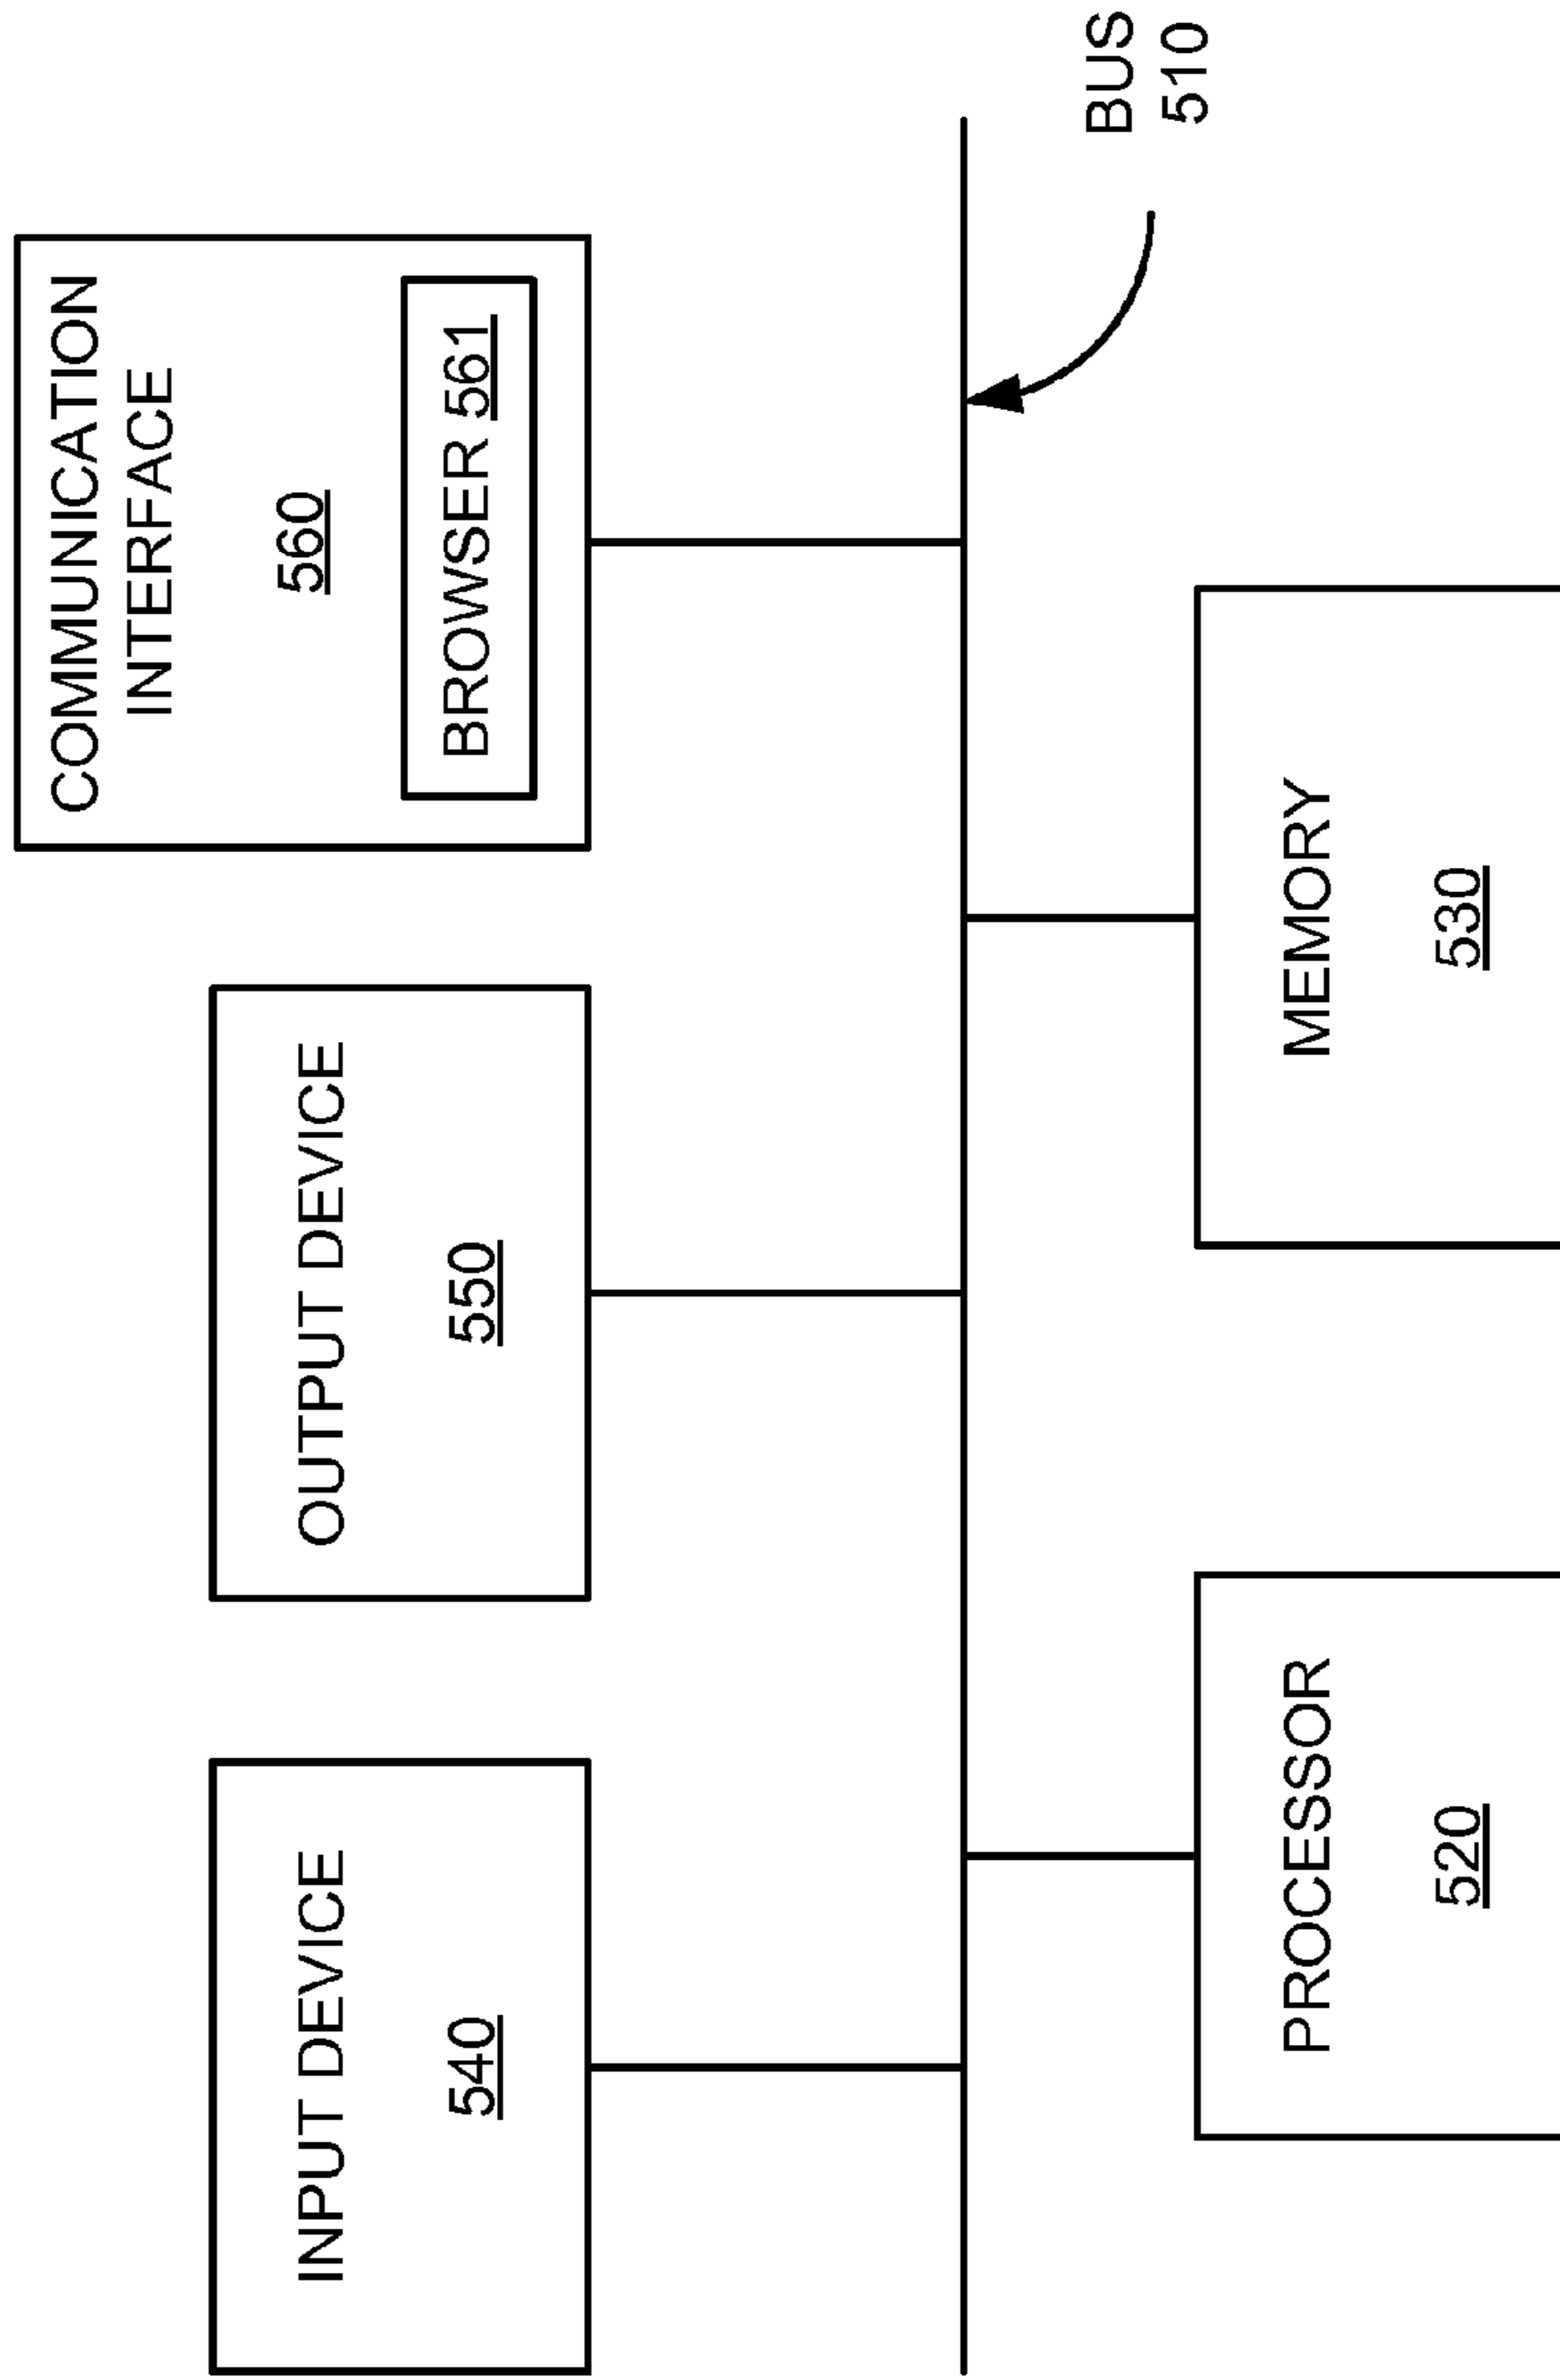 INPUT DEVICE
540
OUTPUT DEVICE
550
COMMUNICATION
INTERFACE
560
BROWSER 561
BUS
510
PROCESSOR
520
MEMORY
530